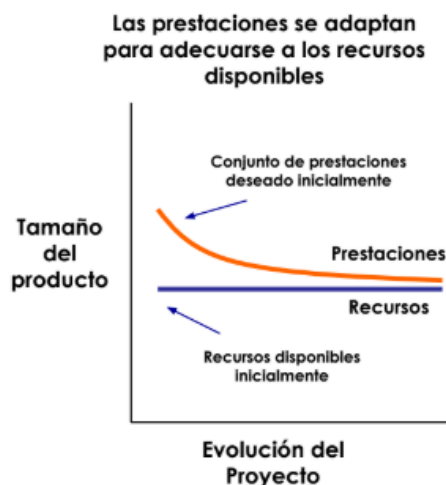 Las prestaciones se adaptan
para adecuarse a los recursos
disponibles
Conjunto de prestaciones
deseado inicialmente
Tamaño
del
producto
Prestaciones
Recursos
Recursos disponibles
inicialmente
Evolución del
Proyecto